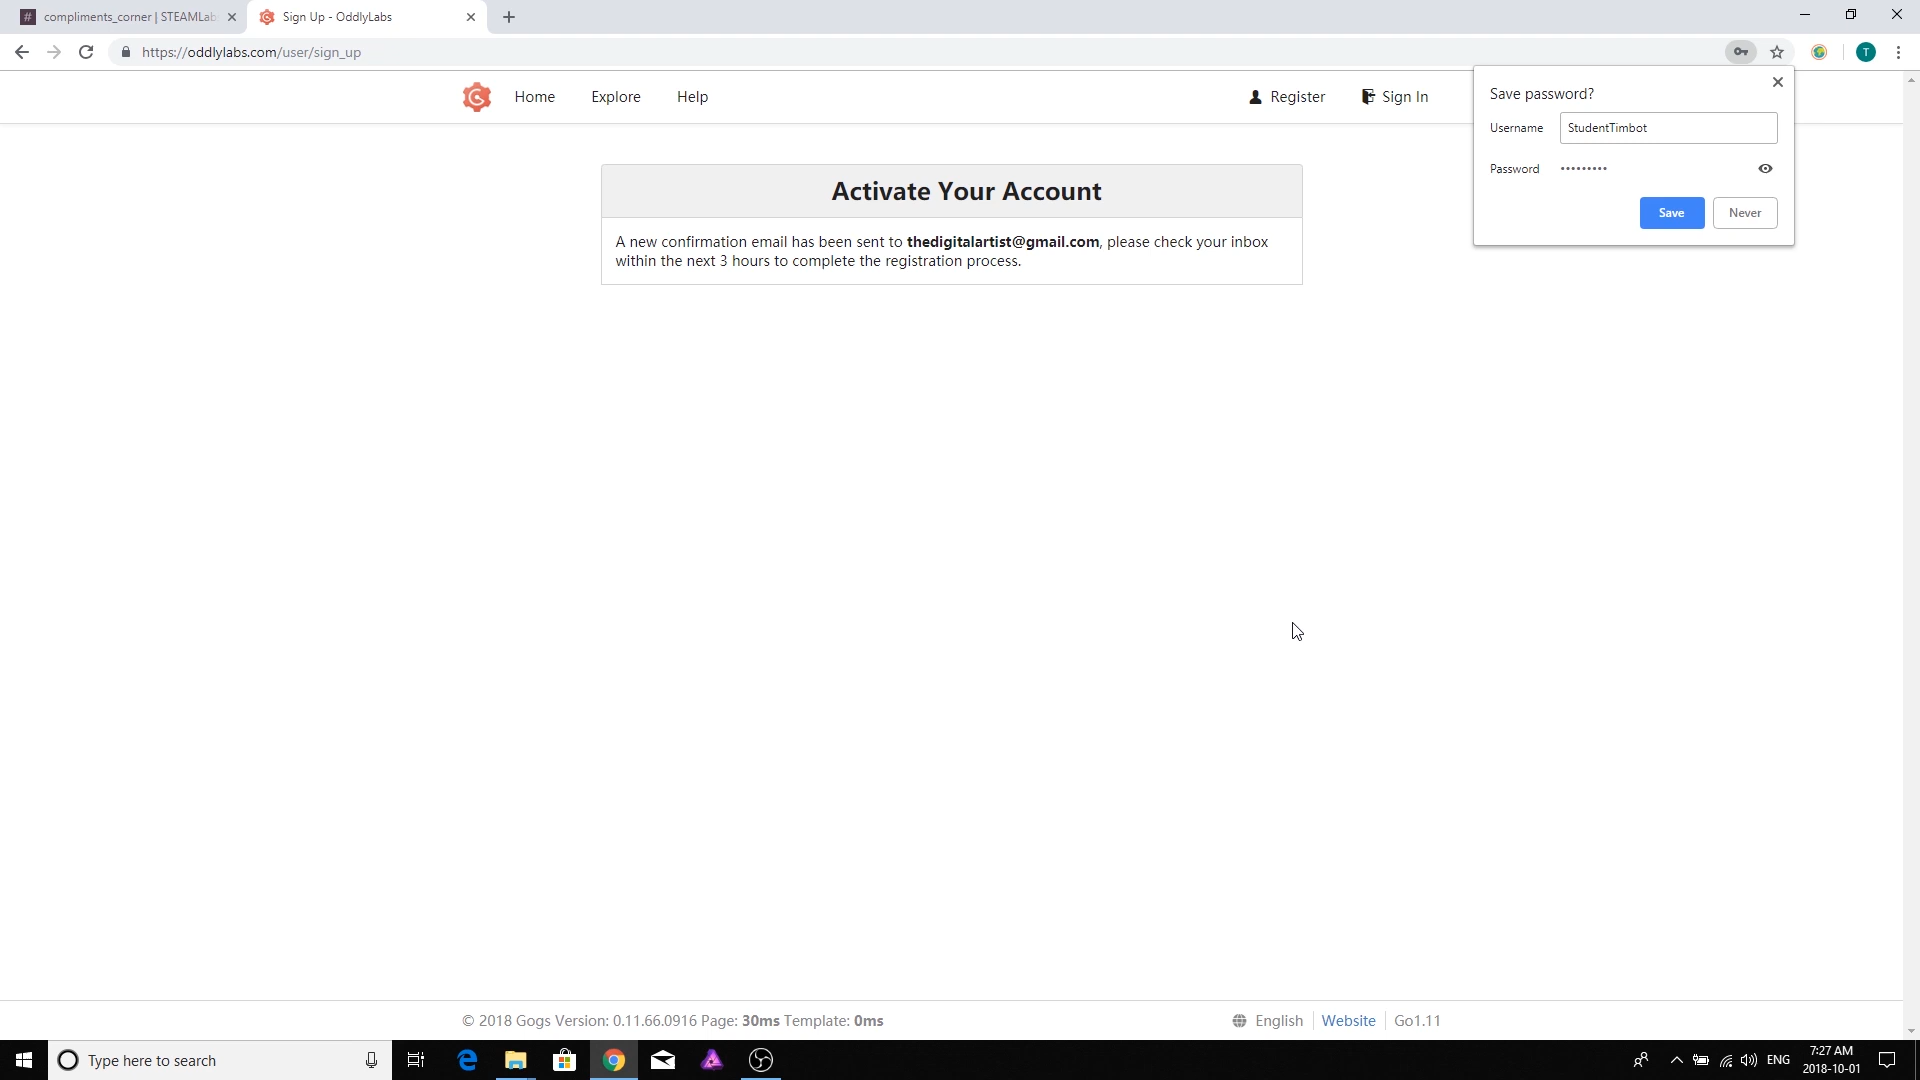 compliments_corner | STEAMLab
Sign Up - OddlyLabs
https://oddlylabs.com/user/sign_up
T
Home
Explore
Help
Register
Sign In
Save password?
Username
StudentTimbot
Password
•••••••••
Save
Never
Activate Your Account
A new confirmation email has been sent to thedigitalartist@gmail.com, please check your inbox
within the next 3 hours to complete the registration process.
© 2018 Gogs Version: 0.11.66.0916 Page: 30ms Template: 0ms
English
Website
Go1.11
Type here to search
ENG
7:27 AM
2018-10-01